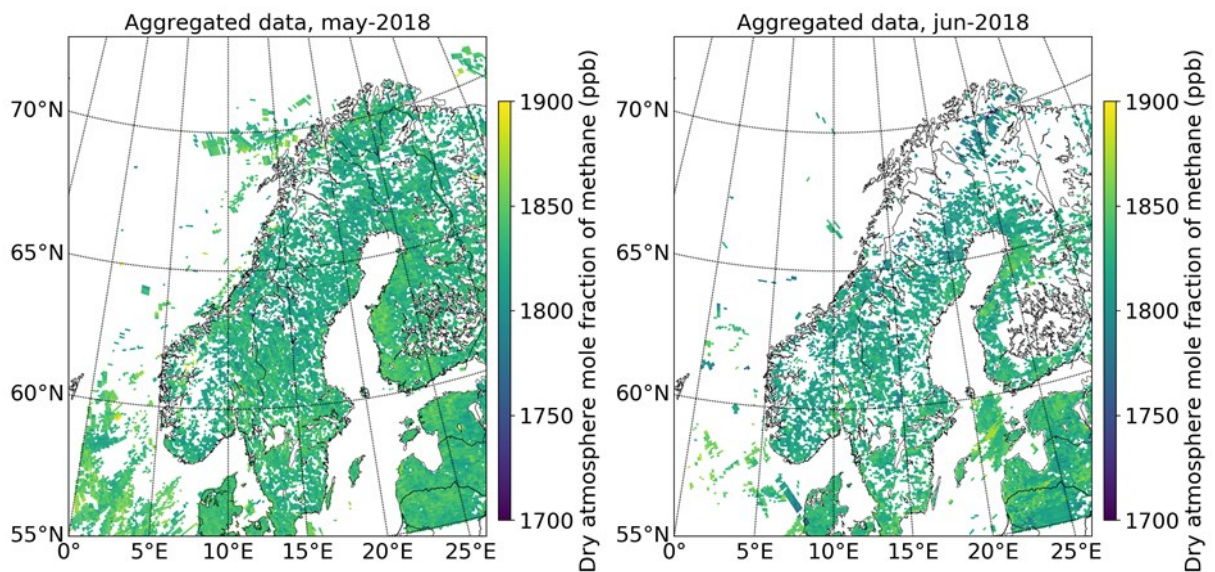 Aggregated data, may-2018
70°N
65°N
60°N
55°N
0°
5°E
10°E
15°E
20°E
25°E
1900
1850
1800
1750
1700
Dry atmosphere mole fraction of methane (ppb)
Aggregated data, jun-2018
70°N
65°N
60°N
55°N
0°
5°E
10°E
15°E
20°E
25°E
1900
1850
1800
1750
1700
Dry atmosphere mole fraction of methane (ppb)